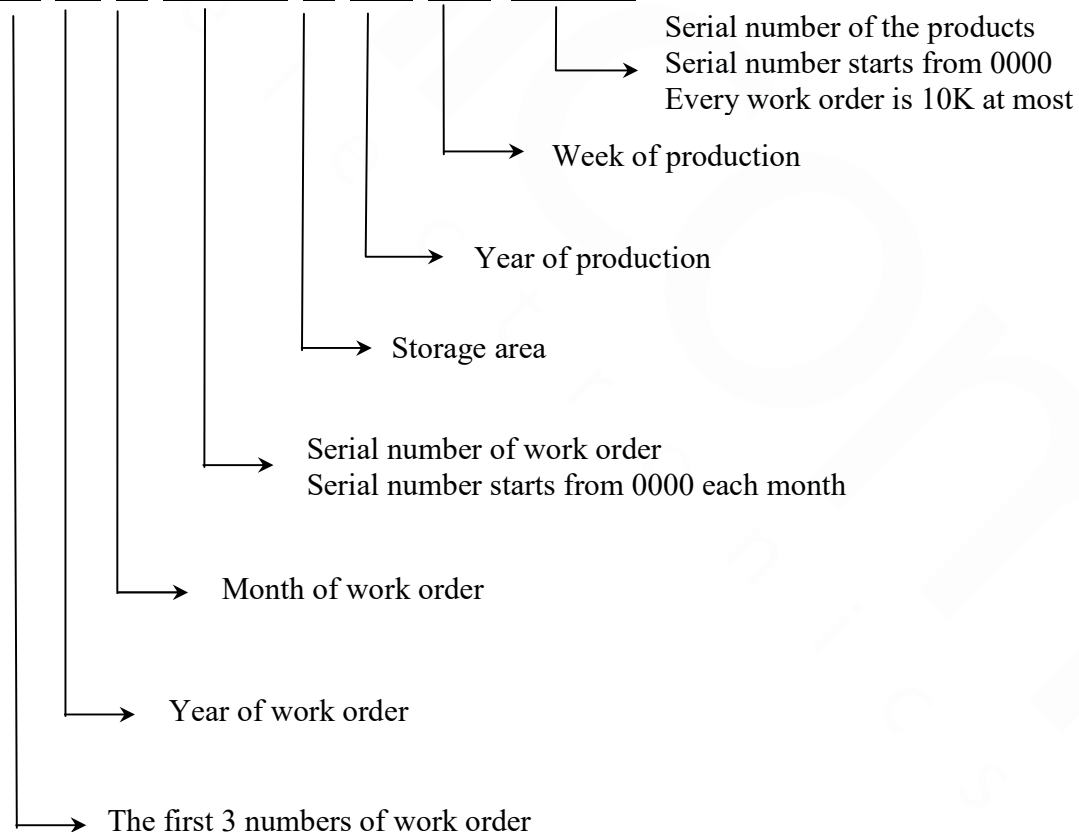 Serial number of the products
Serial number starts from 0000
Every work order is 10K at most
Week of production
Year of production
Storage area
Serial number of work order
Serial number starts from 0000 each month
Month of work order
Year of work order
The first 3 numbers of work order